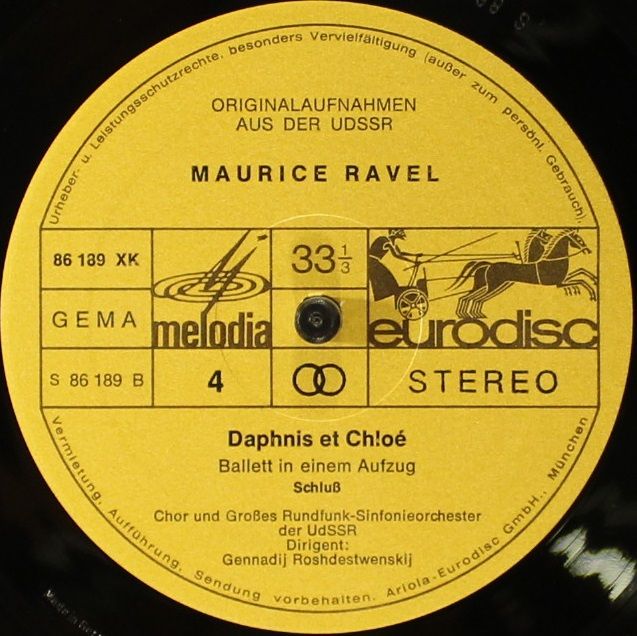 Urheber- u. Leistungsschutzrechte, besonders Vervielfältigung (außer zum persönl. Gebrauch),
ORIGINALAUFNAHMEN
AUS DER UDSSR
MAURICE RAVEL
86 189 XK
33 1/3
GEMA
melodia
eurodisc
S 86 189 B
4
STEREO
Daphnis et Ch!oé
Ballett in einem Aufzug
Schluß
Chor und Großes Rundfunk-Sinfonieorchester
der UdSSR
Dirigent:
Gennadij Roshdestwenskij
Vermietung, Aufführung, Sendung vorbehalten. Ariola-Eurodisc GmbH., München